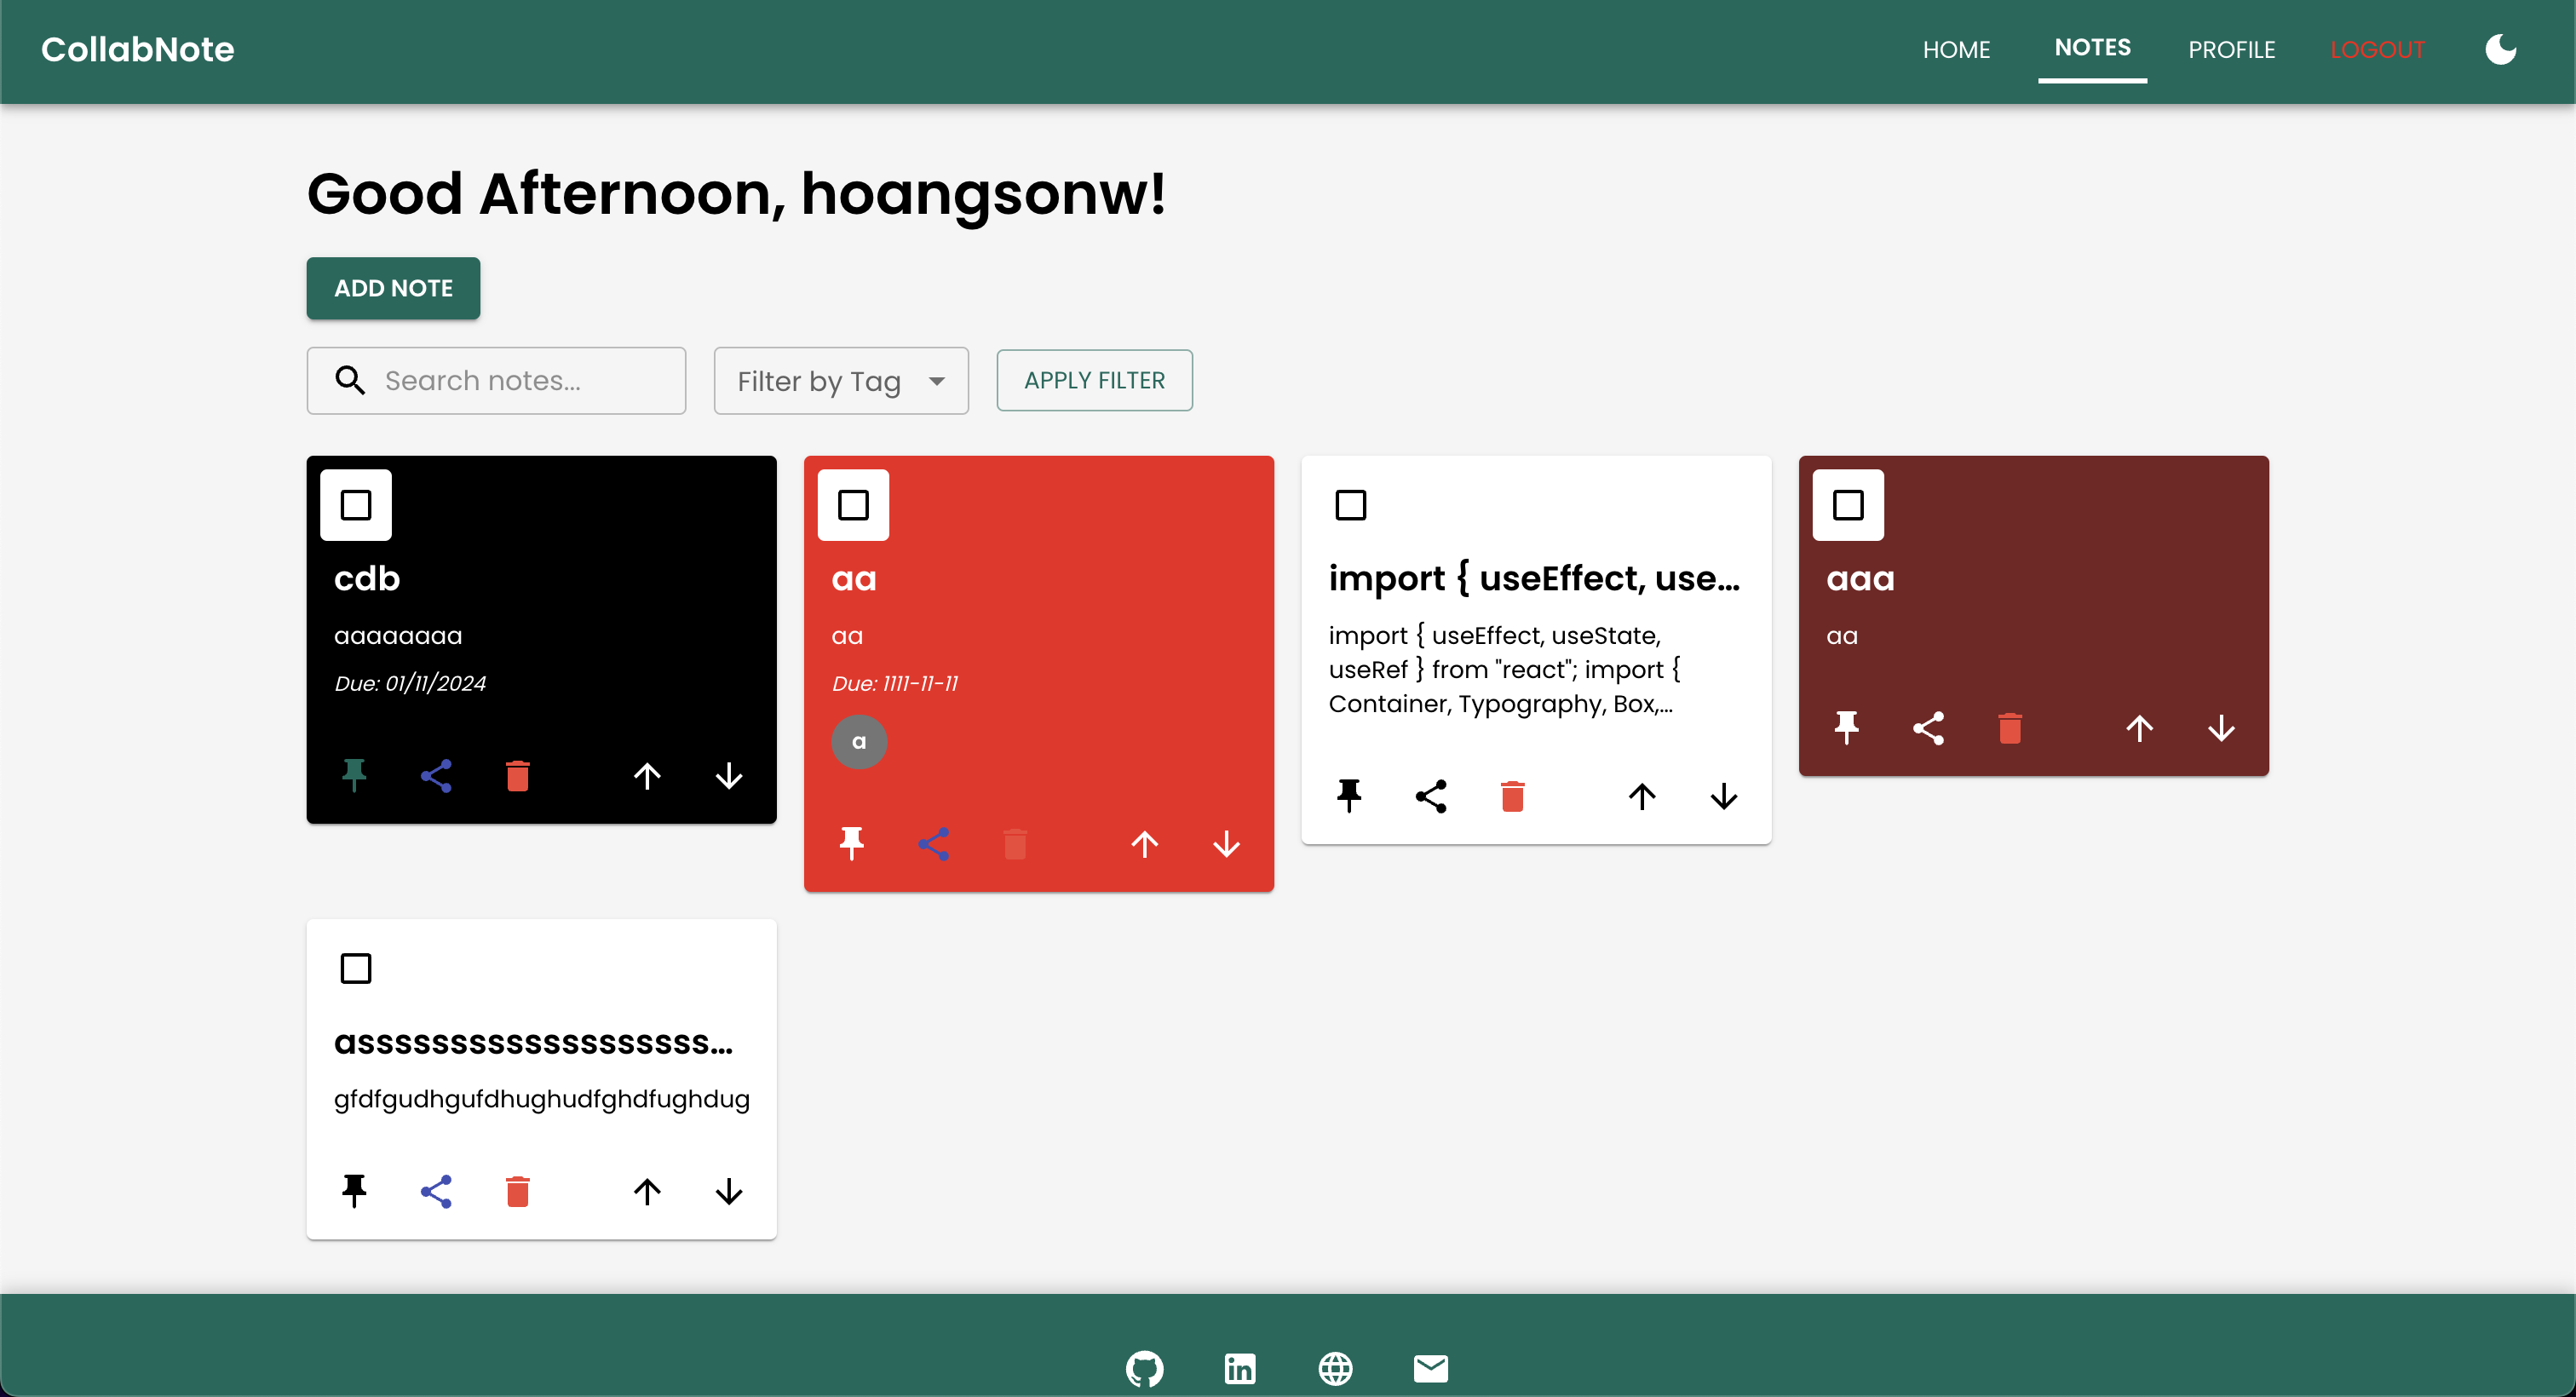 CollabNote
HOME
NOTES
PROFILE
LOGOUT
Good Afternoon, hoangsonw!
ADD NOTE
Search notes...
Filter by Tag
APPLY FILTER
cdb
aaaaaaaa
Due: 01/11/2024
aa
aa
Due: 1111-11-11
a
import { useEffect, use...
import { useEffect, useState,
useRef } from "react"; import {
Container, Typography, Box,...
aaa
aa
asssssssssssssssssss...
gfdfgudhgufdhughudfghdfughdug
in